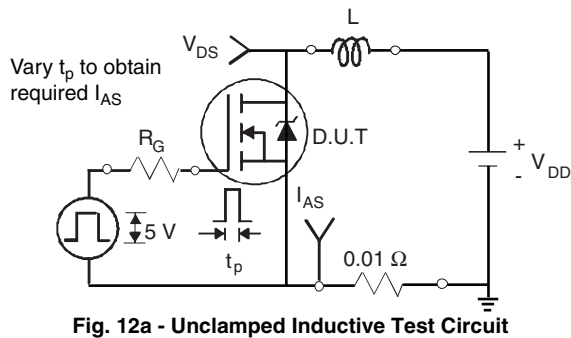 L
V_DS
Vary t_p to obtain
required I_AS
R_G
D.U.T
+
V_DD
-
I_AS
5 V
t_p
0.01 Ω
Fig. 12a - Unclamped Inductive Test Circuit